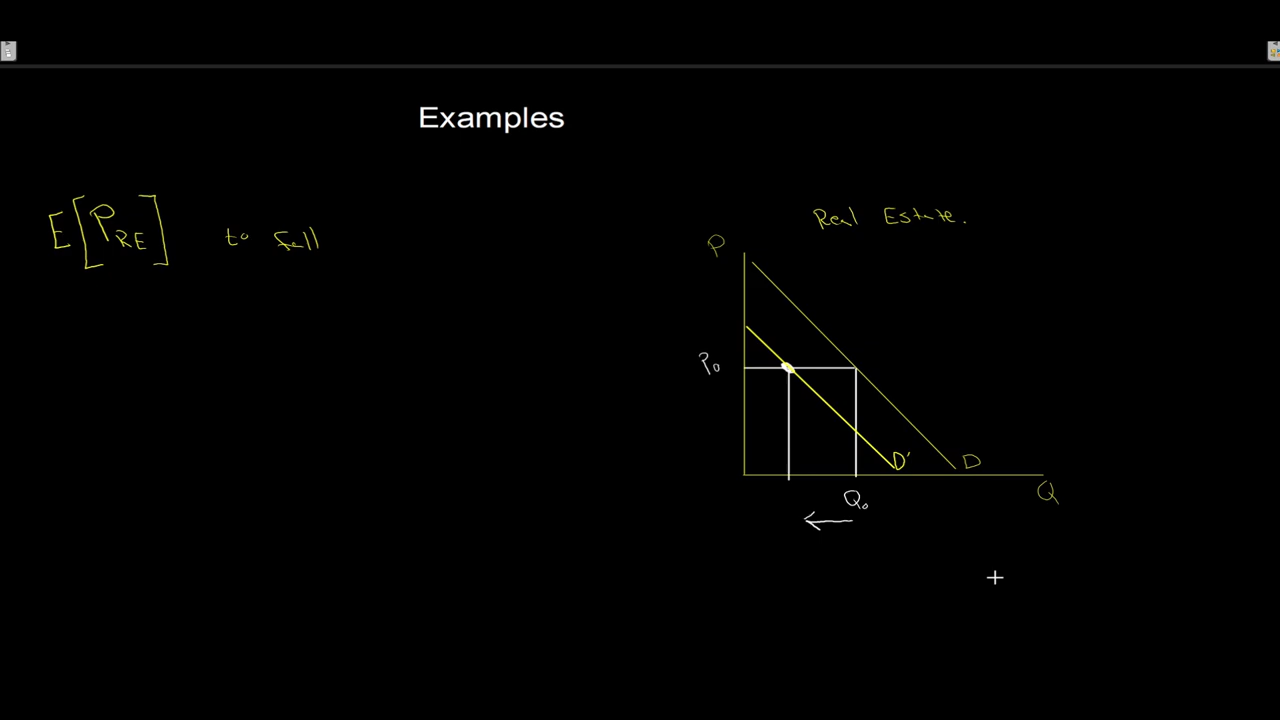 Examples
E[P_RE] to fall
Real Estate.
P
P₀
D'
D
Q₀
Q